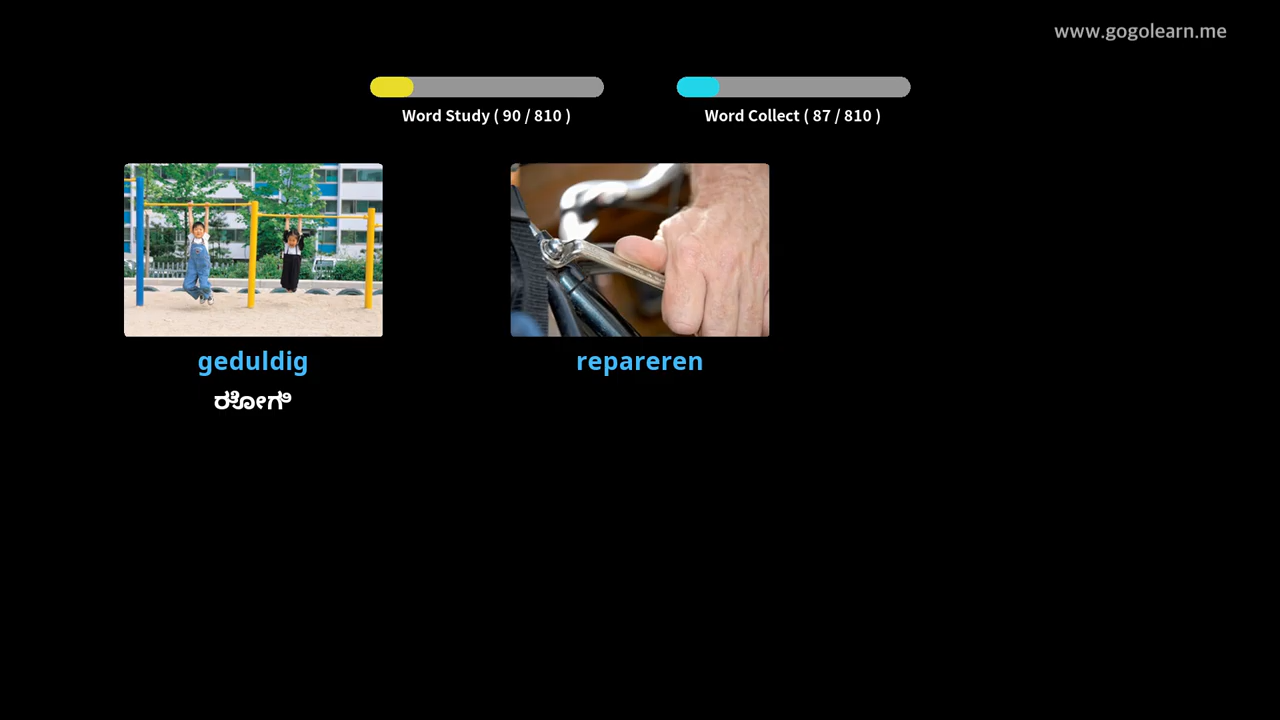 www.gogolearn.me
Word Study ( 90 / 810 )
Word Collect ( 87 / 810 )
geduldig
repareren
ರೋಗಿ